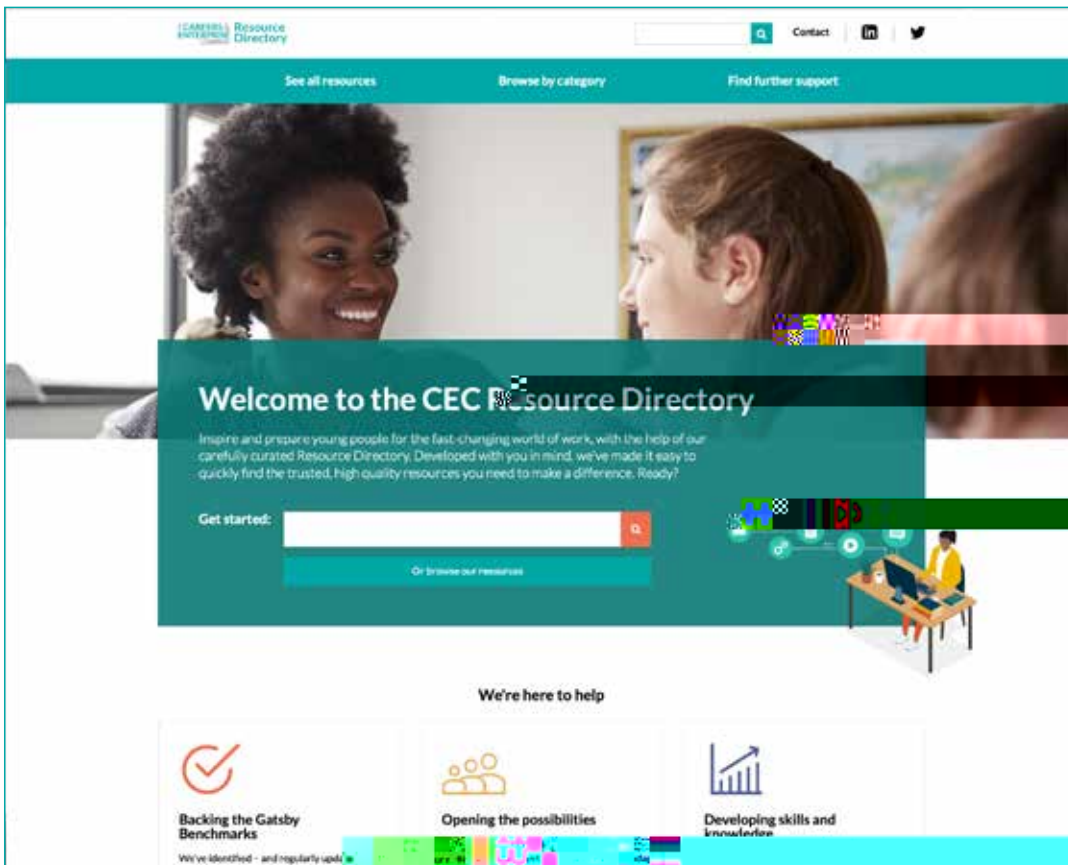 THE CAREERS & Resource
ENTERPRISE Directory
Contact
See all resources Browse by category Find further support
Welcome to the CEC Resource Directory
Inspire and prepare young people for the fast-changing world of work, with the help of our
carefully curated Resource Directory. Developed with you in mind, we've made it easy to
quickly find the trusted, high quality resources you need to make a difference. Ready?
Get started:
Or browse our resources
We're here to help
Backing the Gatsby
Benchmarks
Opening the possibilities
Developing skills and
knowledge
We've identified - and regularly